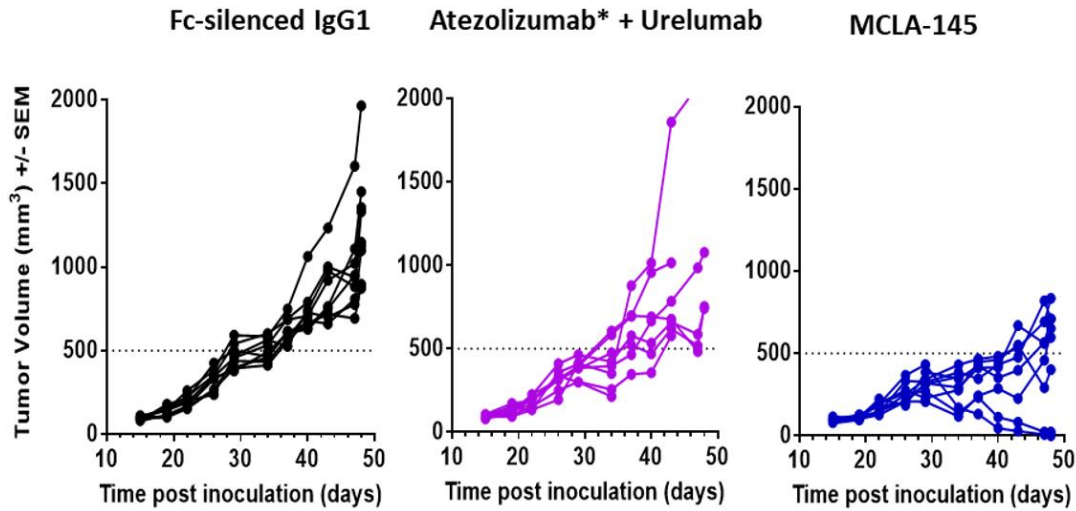 Fc-silenced IgG1
Atezolizumab* + Urelumab
MCLA-145
Tumor Volume (mm³) +/- SEM
2000
1500
1000
500
0
10 20 30 40 50
Time post inoculation (days)
2000
1500
1000
500
0
10 20 30 40 50
Time post inoculation (days)
2000
1500
1000
500
0
10 20 30 40 50
Time post inoculation (days)